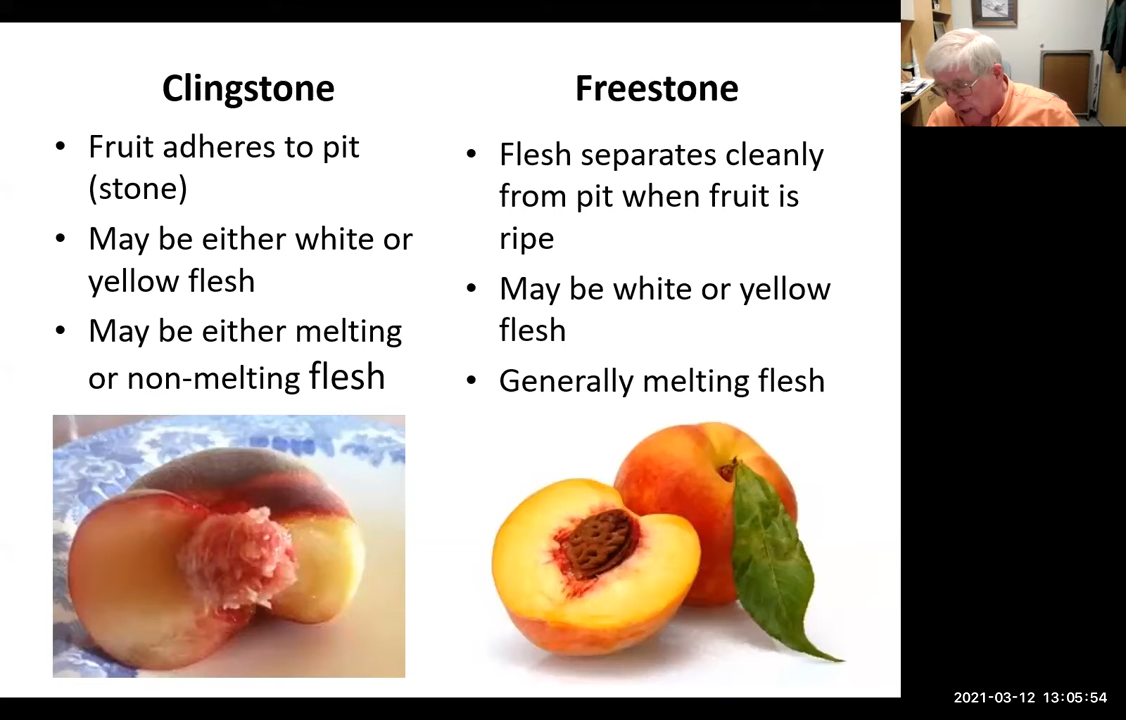 Clingstone
• Fruit adheres to pit
(stone)
• May be either white or
yellow flesh
• May be either melting
or non-melting flesh
Freestone
• Flesh separates cleanly
from pit when fruit is
ripe
• May be white or yellow
flesh
• Generally melting flesh
2021-03-12 13:05:54